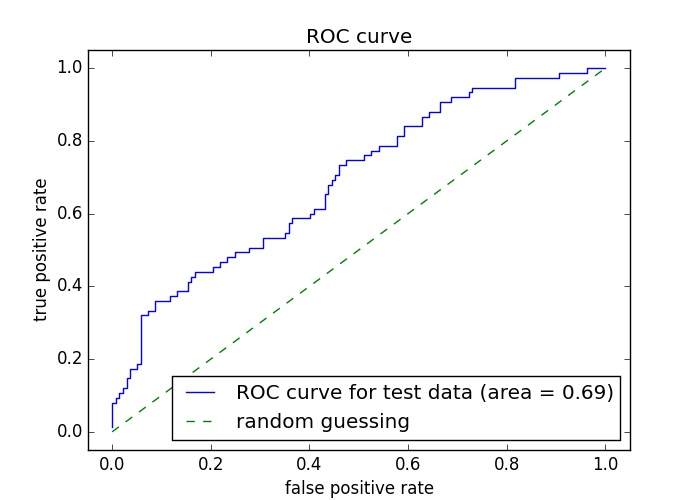 ROC curve
true positive rate
1.0
0.8
0.6
0.4
0.2
0.0
ROC curve for test data (area = 0.69)
random guessing
0.0 0.2 0.4 0.6 0.8 1.0
false positive rate